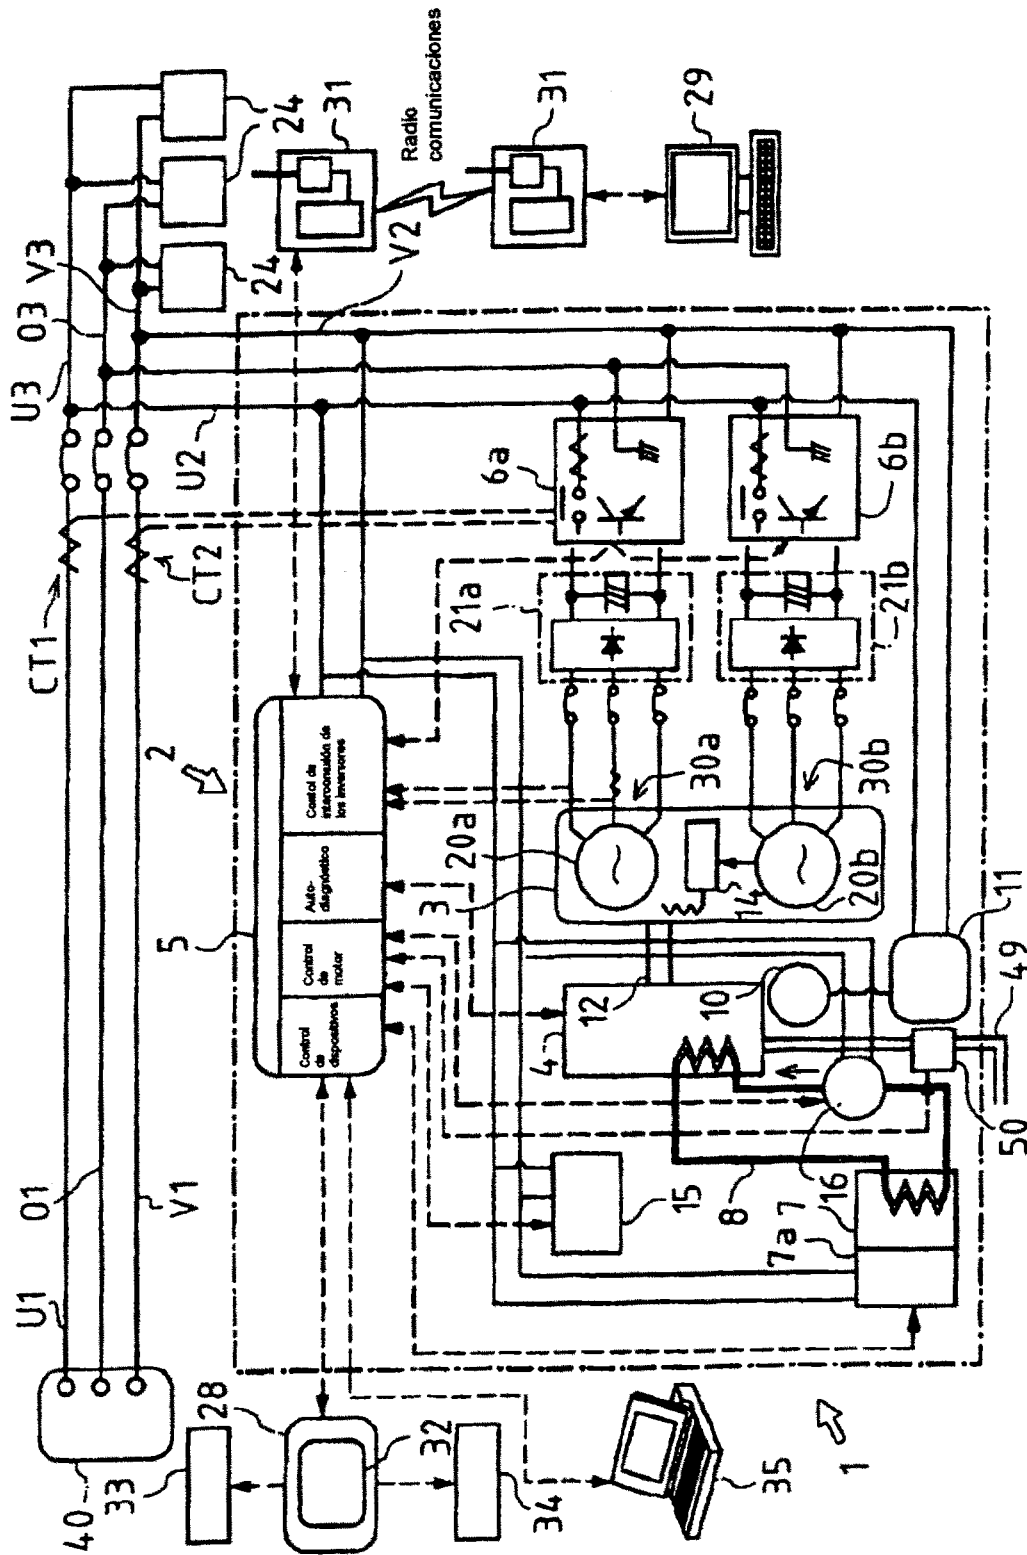 40
33
U1
O1
V1
28
32
34
35
1
2
CT1
CT2
U3
O3
V3
U2
24
24
24
31
Radio
comunicaciones
31
29
V2
5
Control
de
dispositivos
Control
de
motor
Auto-
diagnóstico
Contol de
los inversores
6a
6b
21a
21b
30a
30b
20a
20b
3
14
12
4
10
11
49
50
16
7
7a
8
15